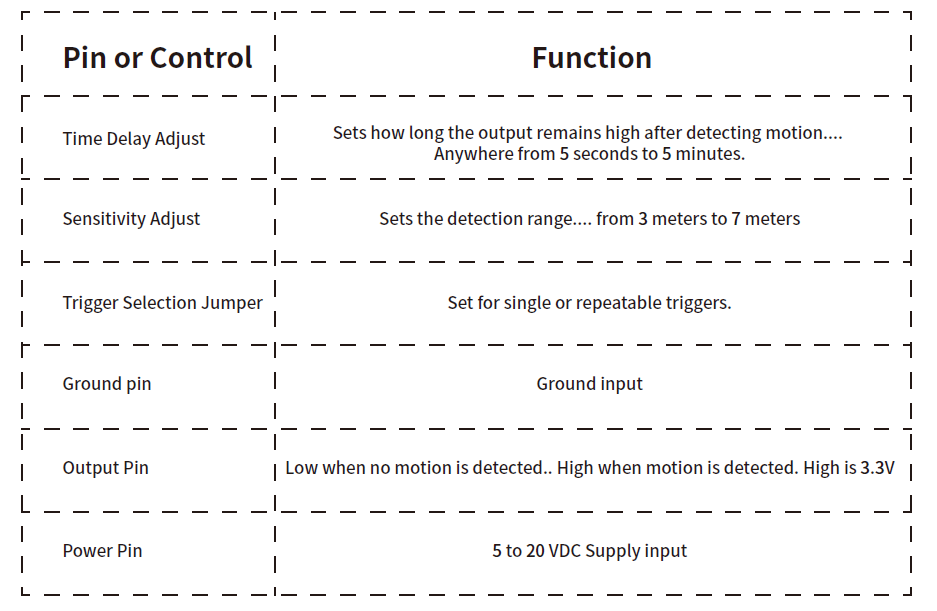 Pin or Control
Function
Time Delay Adjust
Sets how long the output remains high after detecting motion....
Anywhere from 5 seconds to 5 minutes.
Sensitivity Adjust
Sets the detection range.... from 3 meters to 7 meters
Trigger Selection Jumper
Set for single or repeatable triggers.
Ground pin
Ground input
Output Pin
Low when no motion is detected.. High when motion is detected. High is 3.3V
Power Pin
5 to 20 VDC Supply input